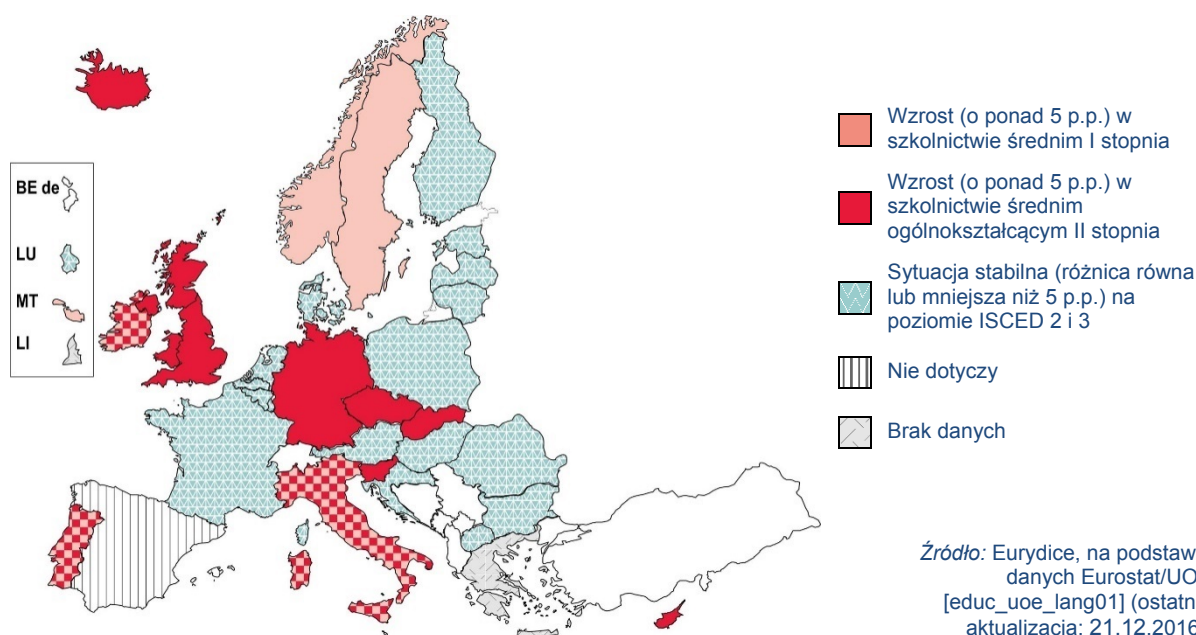 BE de
LU
MT
LI
Wzrost (o ponad 5 p.p.) w
szkolnictwie średnim I stopnia
Wzrost (o ponad 5 p.p.) w
szkolnictwie średnim
ogólnokształcącym II stopnia
Sytuacja stabilna (różnica równa
lub mniejsza niż 5 p.p.) na
poziomie ISCED 2 i 3
Nie dotyczy
Brak danych
Źródło: Eurydice, na podstaw
danych Eurostat/UO
[educ_uoe_lang01] (ostatn
aktualizacja: 21.12.2016